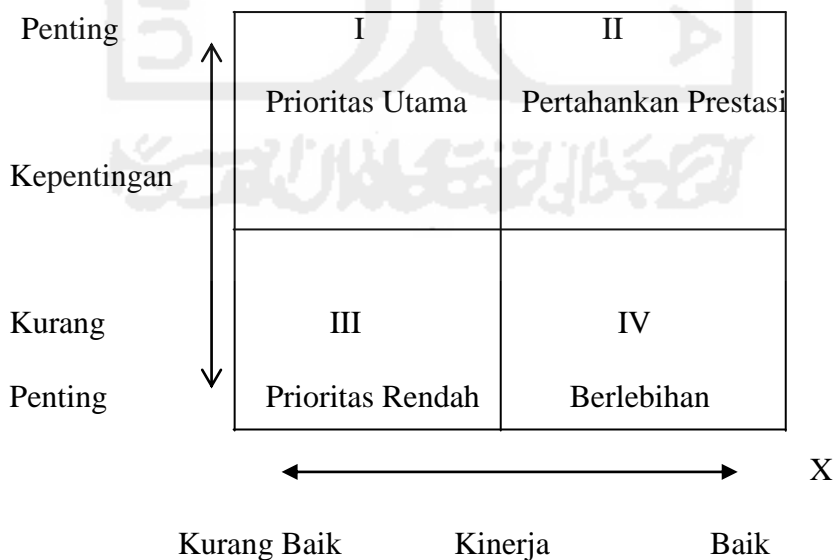 Penting I II
Prioritas Utama Pertahankan Prestasi
Kepentingan
Kurang III IV
Penting Prioritas Rendah Berlebihan
X
Kurang Baik Kinerja Baik